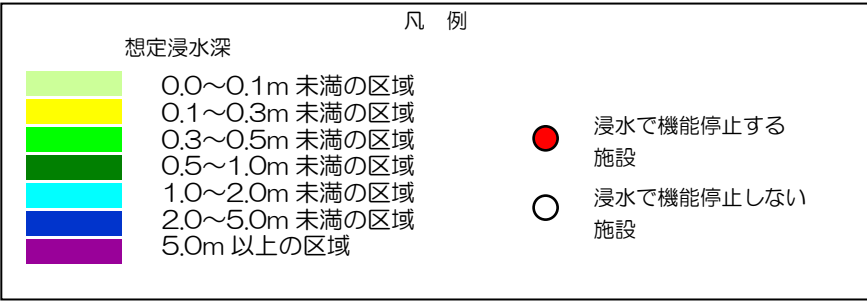 凡　例
想定浸水深
0.0～0.1m 未満の区域
0.1～0.3m 未満の区域
0.3～0.5m 未満の区域
0.5～1.0m 未満の区域
1.0～2.0m 未満の区域
2.0～5.0m 未満の区域
5.0m 以上の区域
浸水で機能停止する
施設
浸水で機能停止しない
施設